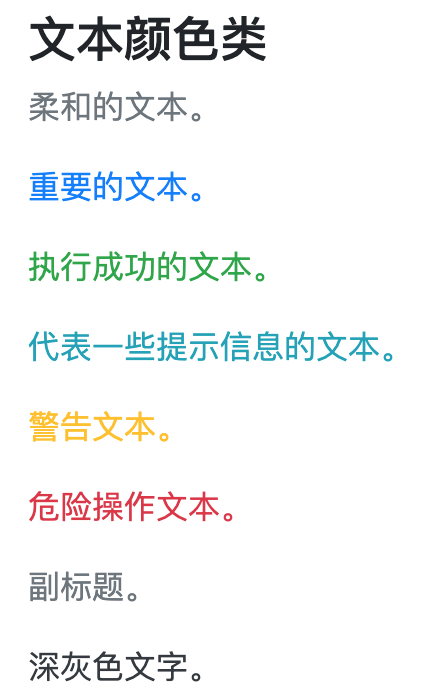 文本颜色类
柔和的文本。
重要的文本。
执行成功的文本。
代表一些提示信息的文本。
警告文本。
危险操作文本。
副标题。
深灰色文字。